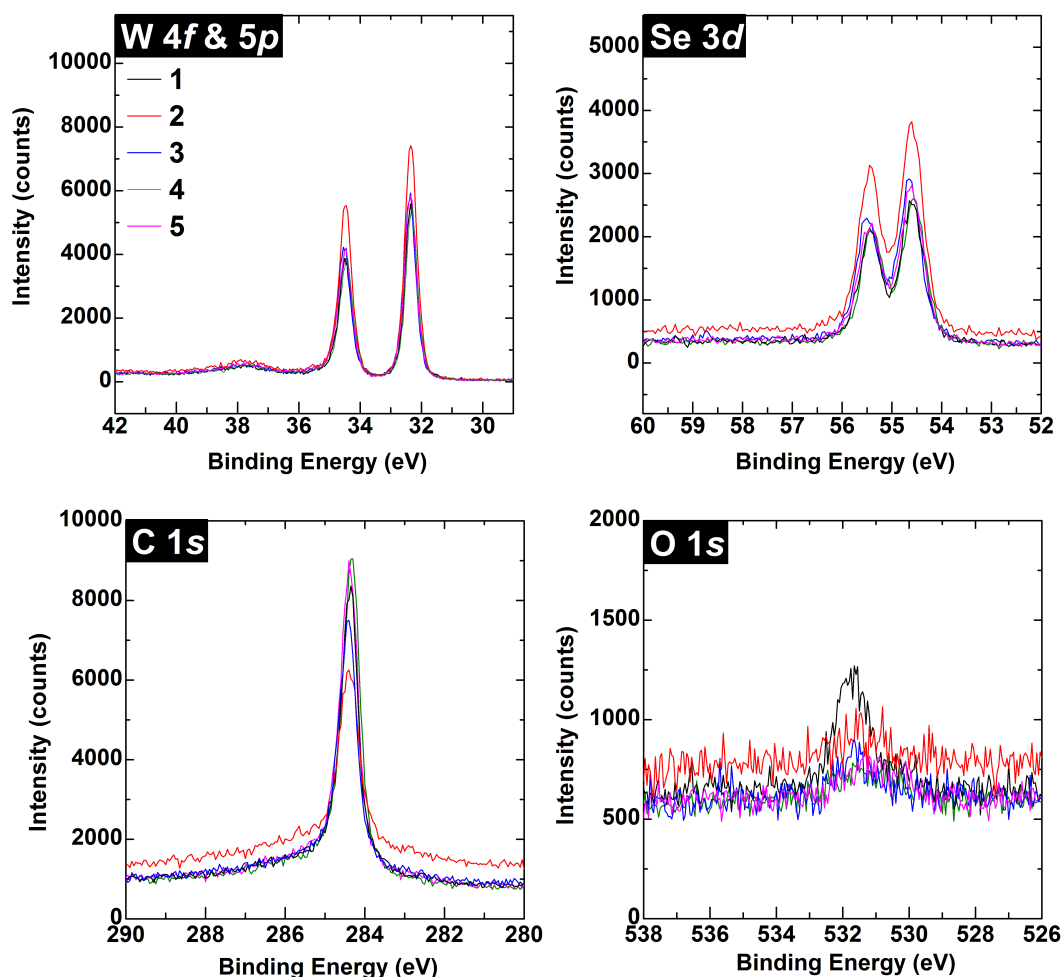 W 4f & 5p
Intensity (counts)
10000
8000
6000
4000
2000
0
1
2
3
4
5
42 40 38 36 34 32 30
Binding Energy (eV)
Se 3d
Intensity (counts)
5000
4000
3000
2000
1000
0
60 59 58 57 56 55 54 53 52
Binding Energy (eV)
C 1s
Intensity (counts)
10000
8000
6000
4000
2000
0
290 288 286 284 282 280
Binding Energy (eV)
O 1s
Intensity (counts)
2000
1500
1000
500
0
538 536 534 532 530 528 526
Binding Energy (eV)